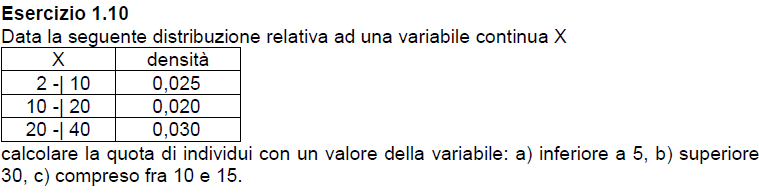 Esercizio 1.10
Data la seguente distribuzione relativa ad una variabile continua X
X densità
2 -| 10 0,025
10 -| 20 0,020
20 -| 40 0,030
calcolare la quota di individui con un valore della variabile: a) inferiore a 5, b) superiore
30, c) compreso fra 10 e 15.